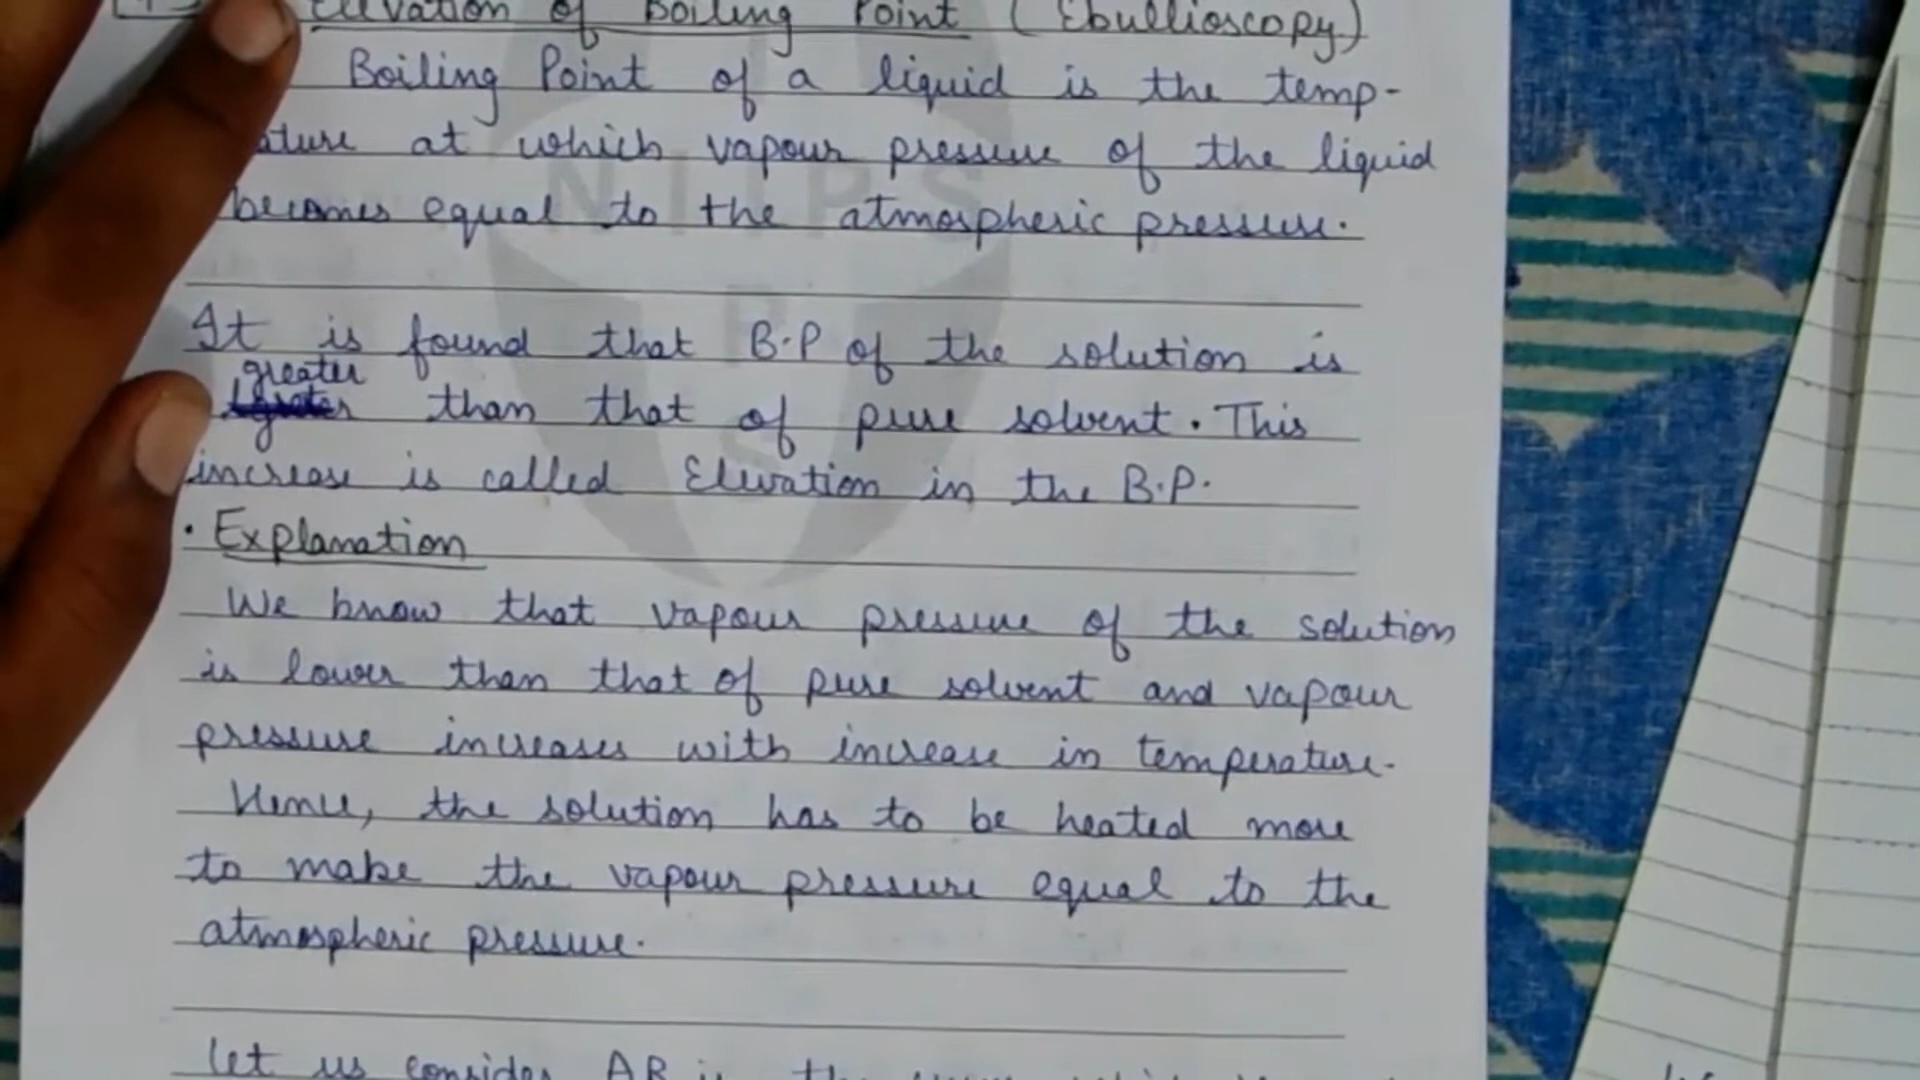 Elevation of Boiling Point (Ebullioscopy)
Boiling Point of a liquid is the temp-
ature at which vapour pressure of the liquid
becomes equal to the atmospheric pressure.
NIIPS
It is found that B.P of the solution is
greater
than that of pure solvent. This
increase is called Elevation in the B.P.
• Explanation
We know that vapour pressure of the solution
is lower than that of pure solvent and vapour
pressure increases with increase in temperature.
Hence, the solution has to be heated more
to make the vapour pressure equal to the
atmospheric pressure.
let us consider AB is the